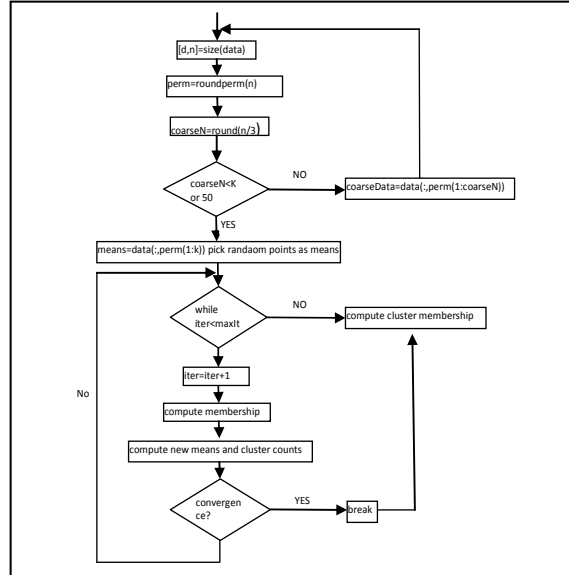 [d,n]=size(data)
perm=roundperm(n)
coarseN=round(n/3)
coarseN<K
or 50
NO
coarseData=data(:,perm(1:coarseN))
YES
means=data(:,perm(1:k)) pick randaom points as means
while
iter<maxIt
NO
compute cluster membership
iter=iter+1
No
compute membership
compute new means and cluster counts
convergen
ce?
YES
break